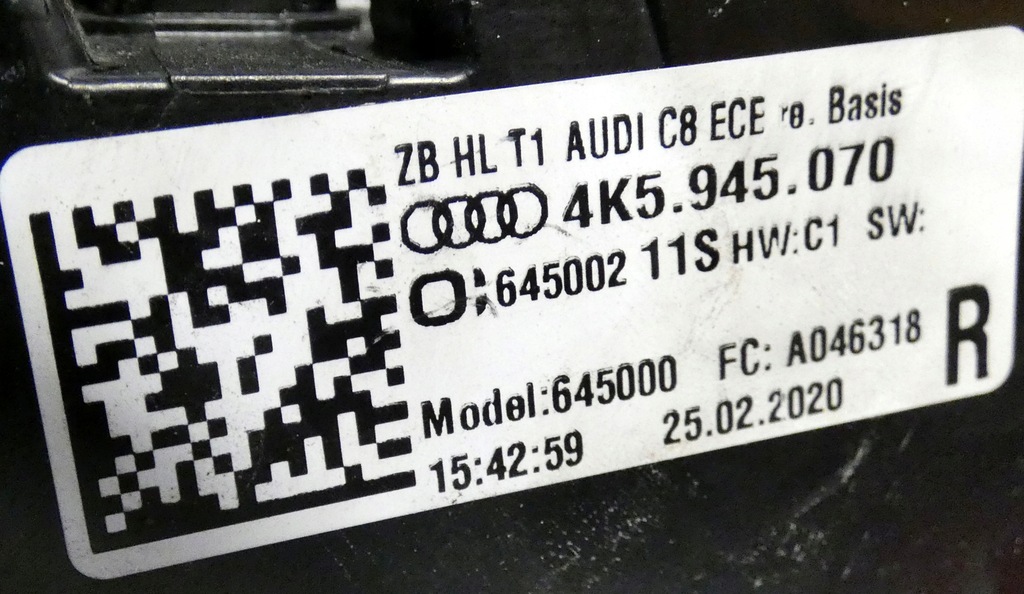 ZB HL T1 AUDI C8 ECE re. Basis
4K5.945.070
O:645002 11S HW:C1 SW:
Model:645000 FC: A046318 R
15:42:59 25.02.2020